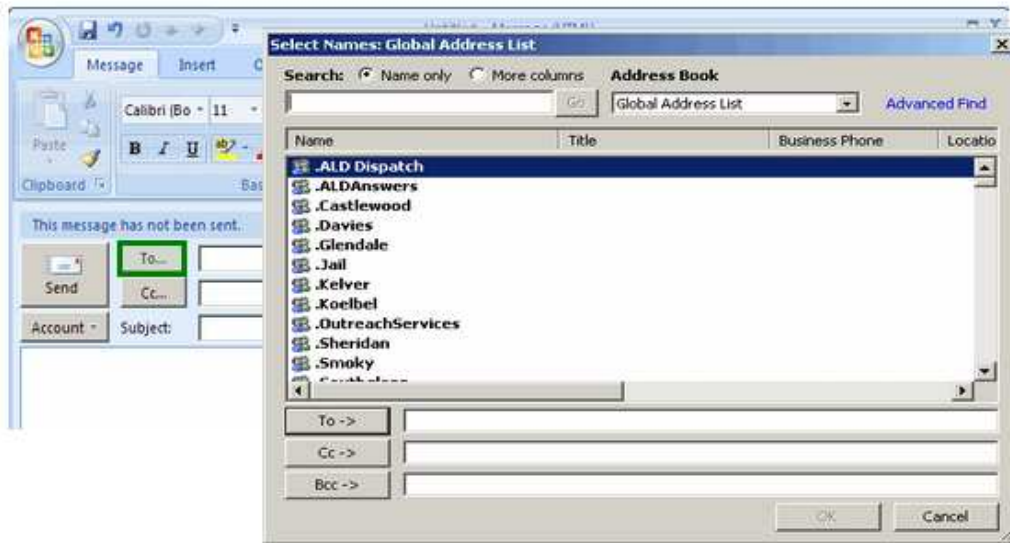 Message Insert
Calibri (Bo 11
Paste
B I U
Clipboard
Bas
This message has not been sent.
To...
Send
Cc...
Account Subject:
Select Names: Global Address List
Search: Name only More columns Address Book
Go Global Address List Advanced Find
Name Title Business Phone Locatio
.ALD Dispatch
.ALDAnswers
.Castlewood
.Davies
.Glendale
.Jail
.Kelver
.Koelbel
.OutreachServices
.Sheridan
.Smoky
To ->
Cc ->
Bcc ->
OK Cancel